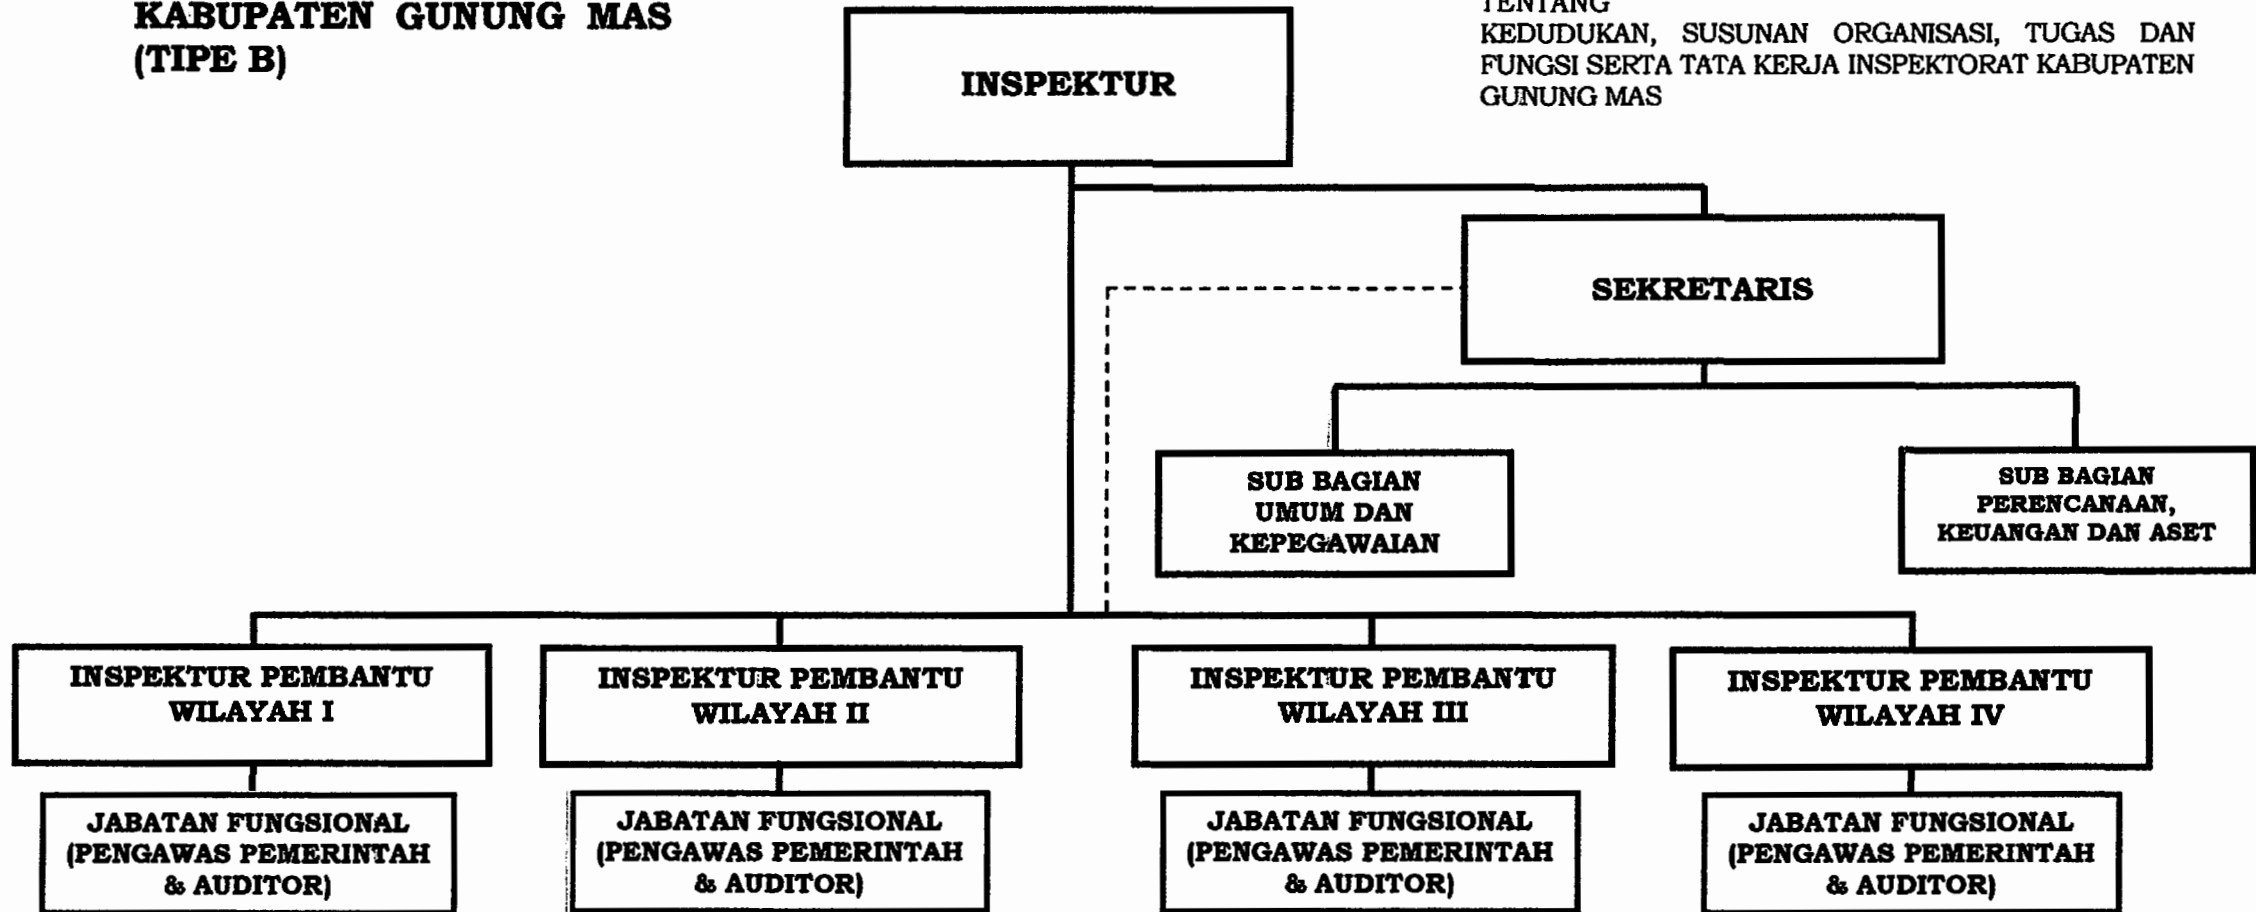 KABUPATEN GUNUNG MAS
(TIPE B)
TENTANG
KEDUDUKAN, SUSUNAN ORGANISASI, TUGAS DAN
FUNGSI SERTA TATA KERJA INSPEKTORAT KABUPATEN
GUNUNG MAS
INSPEKTUR
SEKRETARIS
SUB BAGIAN
UMUM DAN
KEPEGAWAIAN
SUB BAGIAN
PERENCANAAN,
KEUANGAN DAN ASET
INSPEKTUR PEMBANTU
WILAYAH I
INSPEKTUR PEMBANTU
WILAYAH II
INSPEKTUR PEMBANTU
WILAYAH III
INSPEKTUR PEMBANTU
WILAYAH IV
JABATAN FUNGSIONAL
(PENGAWAS PEMERINTAH
& AUDITOR)
JABATAN FUNGSIONAL
(PENGAWAS PEMERINTAH
& AUDITOR)
JABATAN FUNGSIONAL
(PENGAWAS PEMERINTAH
& AUDITOR)
JABATAN FUNGSIONAL
(PENGAWAS PEMERINTAH
& AUDITOR)